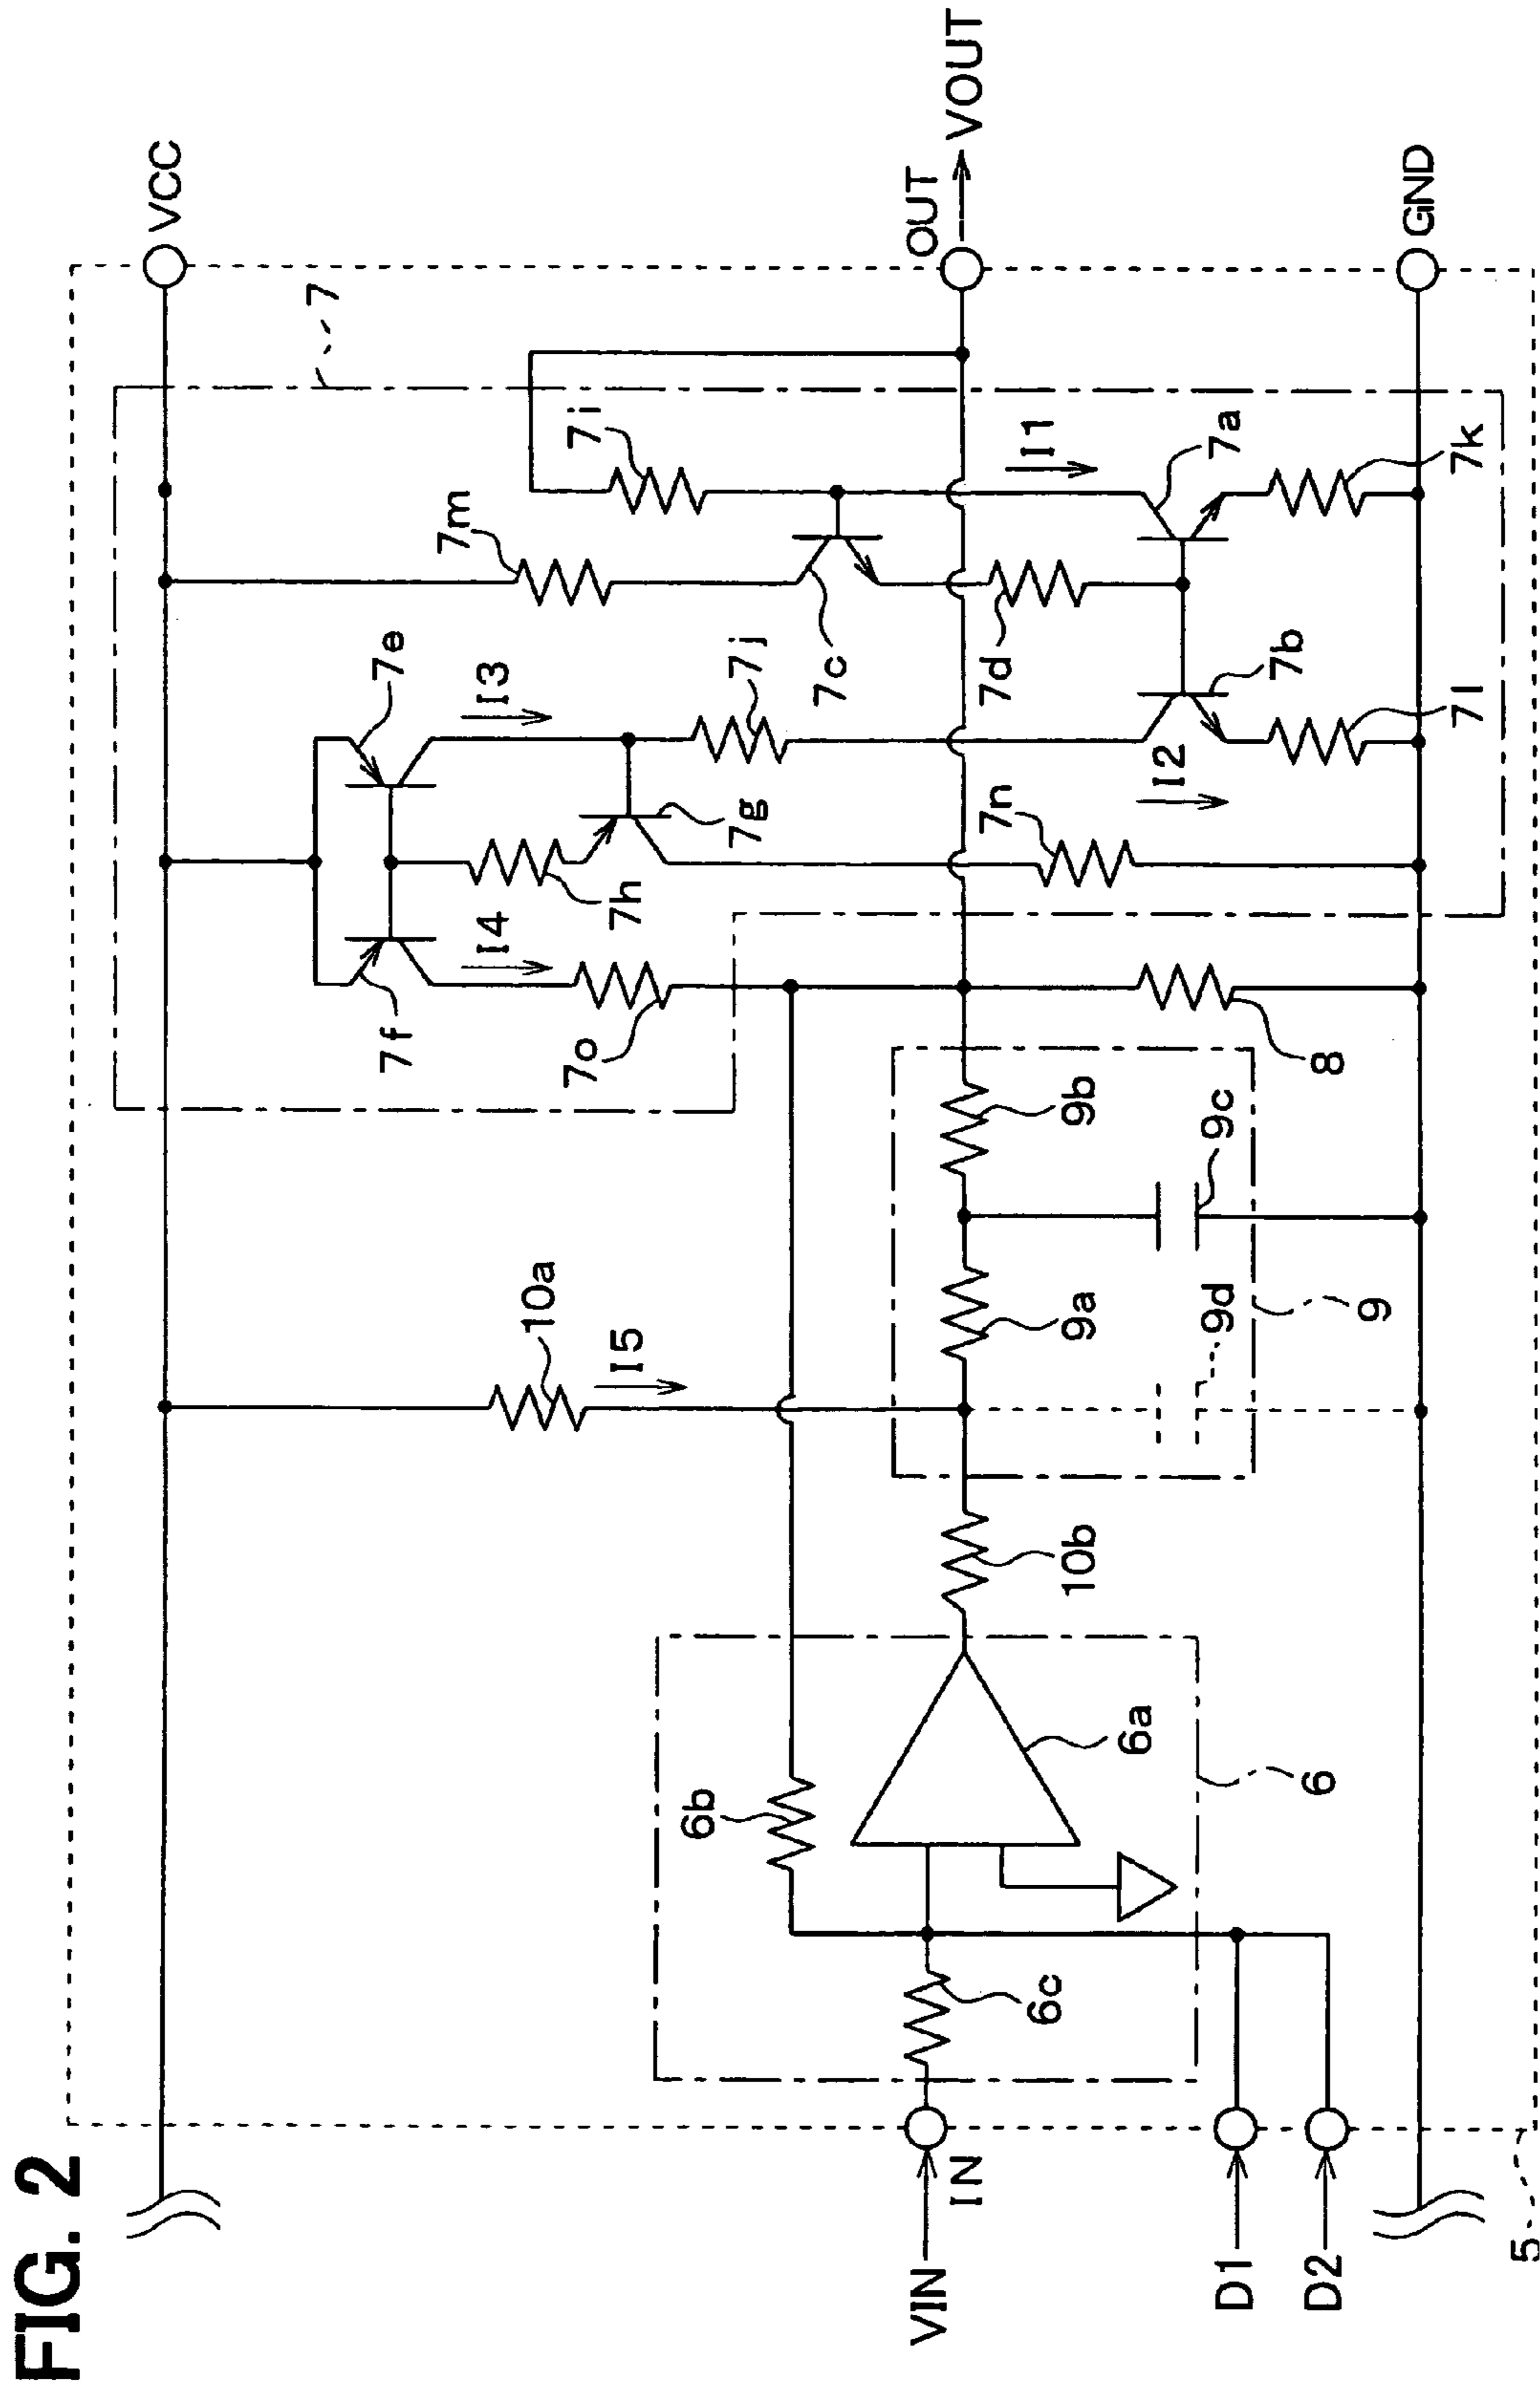 FIG. 2
VCC
7
7e
7f
I3
I4
7m
7i
7h
7g
7j
7c
7o
10a
I5
OUT
VOUT
I1
7d
7n
7a
7b
I2
7k
7l
8
9b
9c
9a
9d
9
10b
6b
6a
6
6c
VIN
IN
D1
D2
GND
5